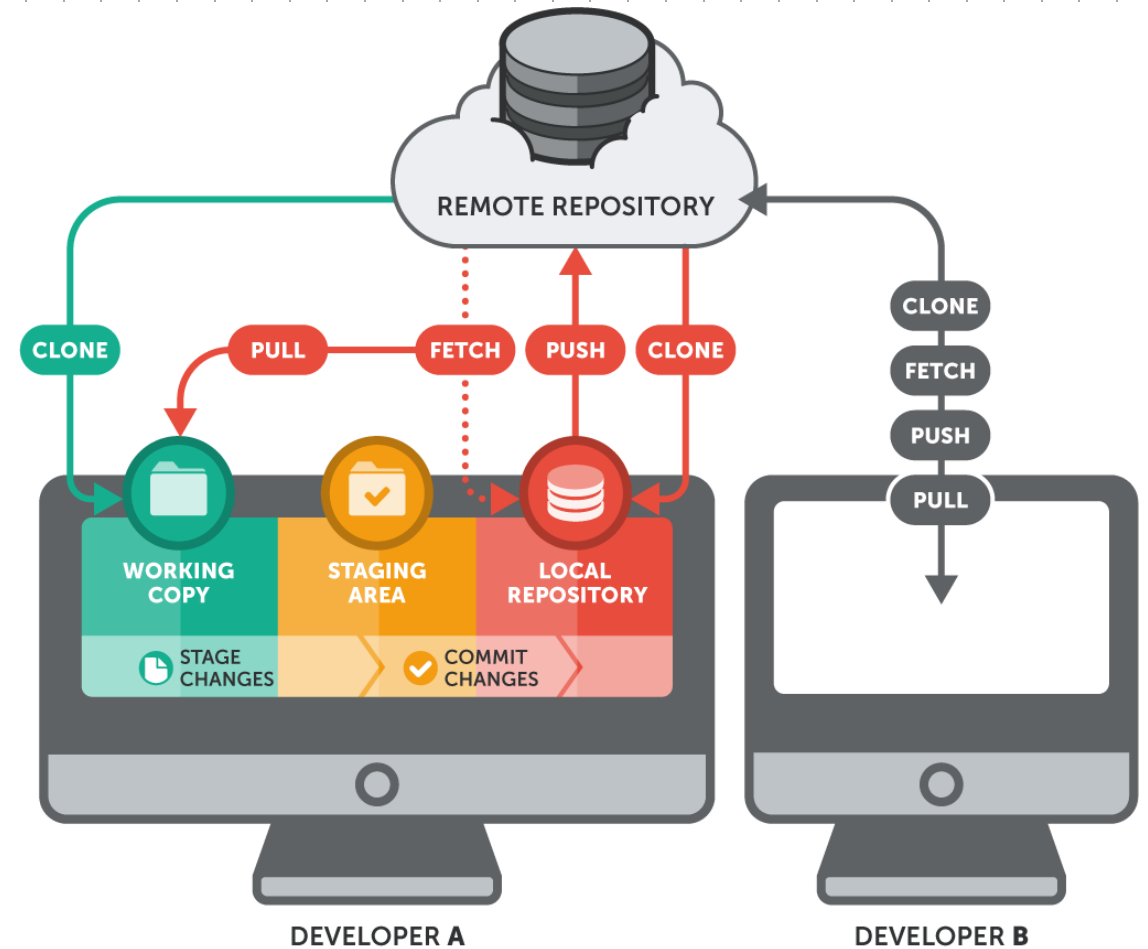 REMOTE REPOSITORY
CLONE
PULL
FETCH
PUSH
CLONE
CLONE
FETCH
PUSH
PULL
WORKING
COPY
STAGING
AREA
LOCAL
REPOSITORY
STAGE
CHANGES
COMMIT
CHANGES
DEVELOPER A
DEVELOPER B